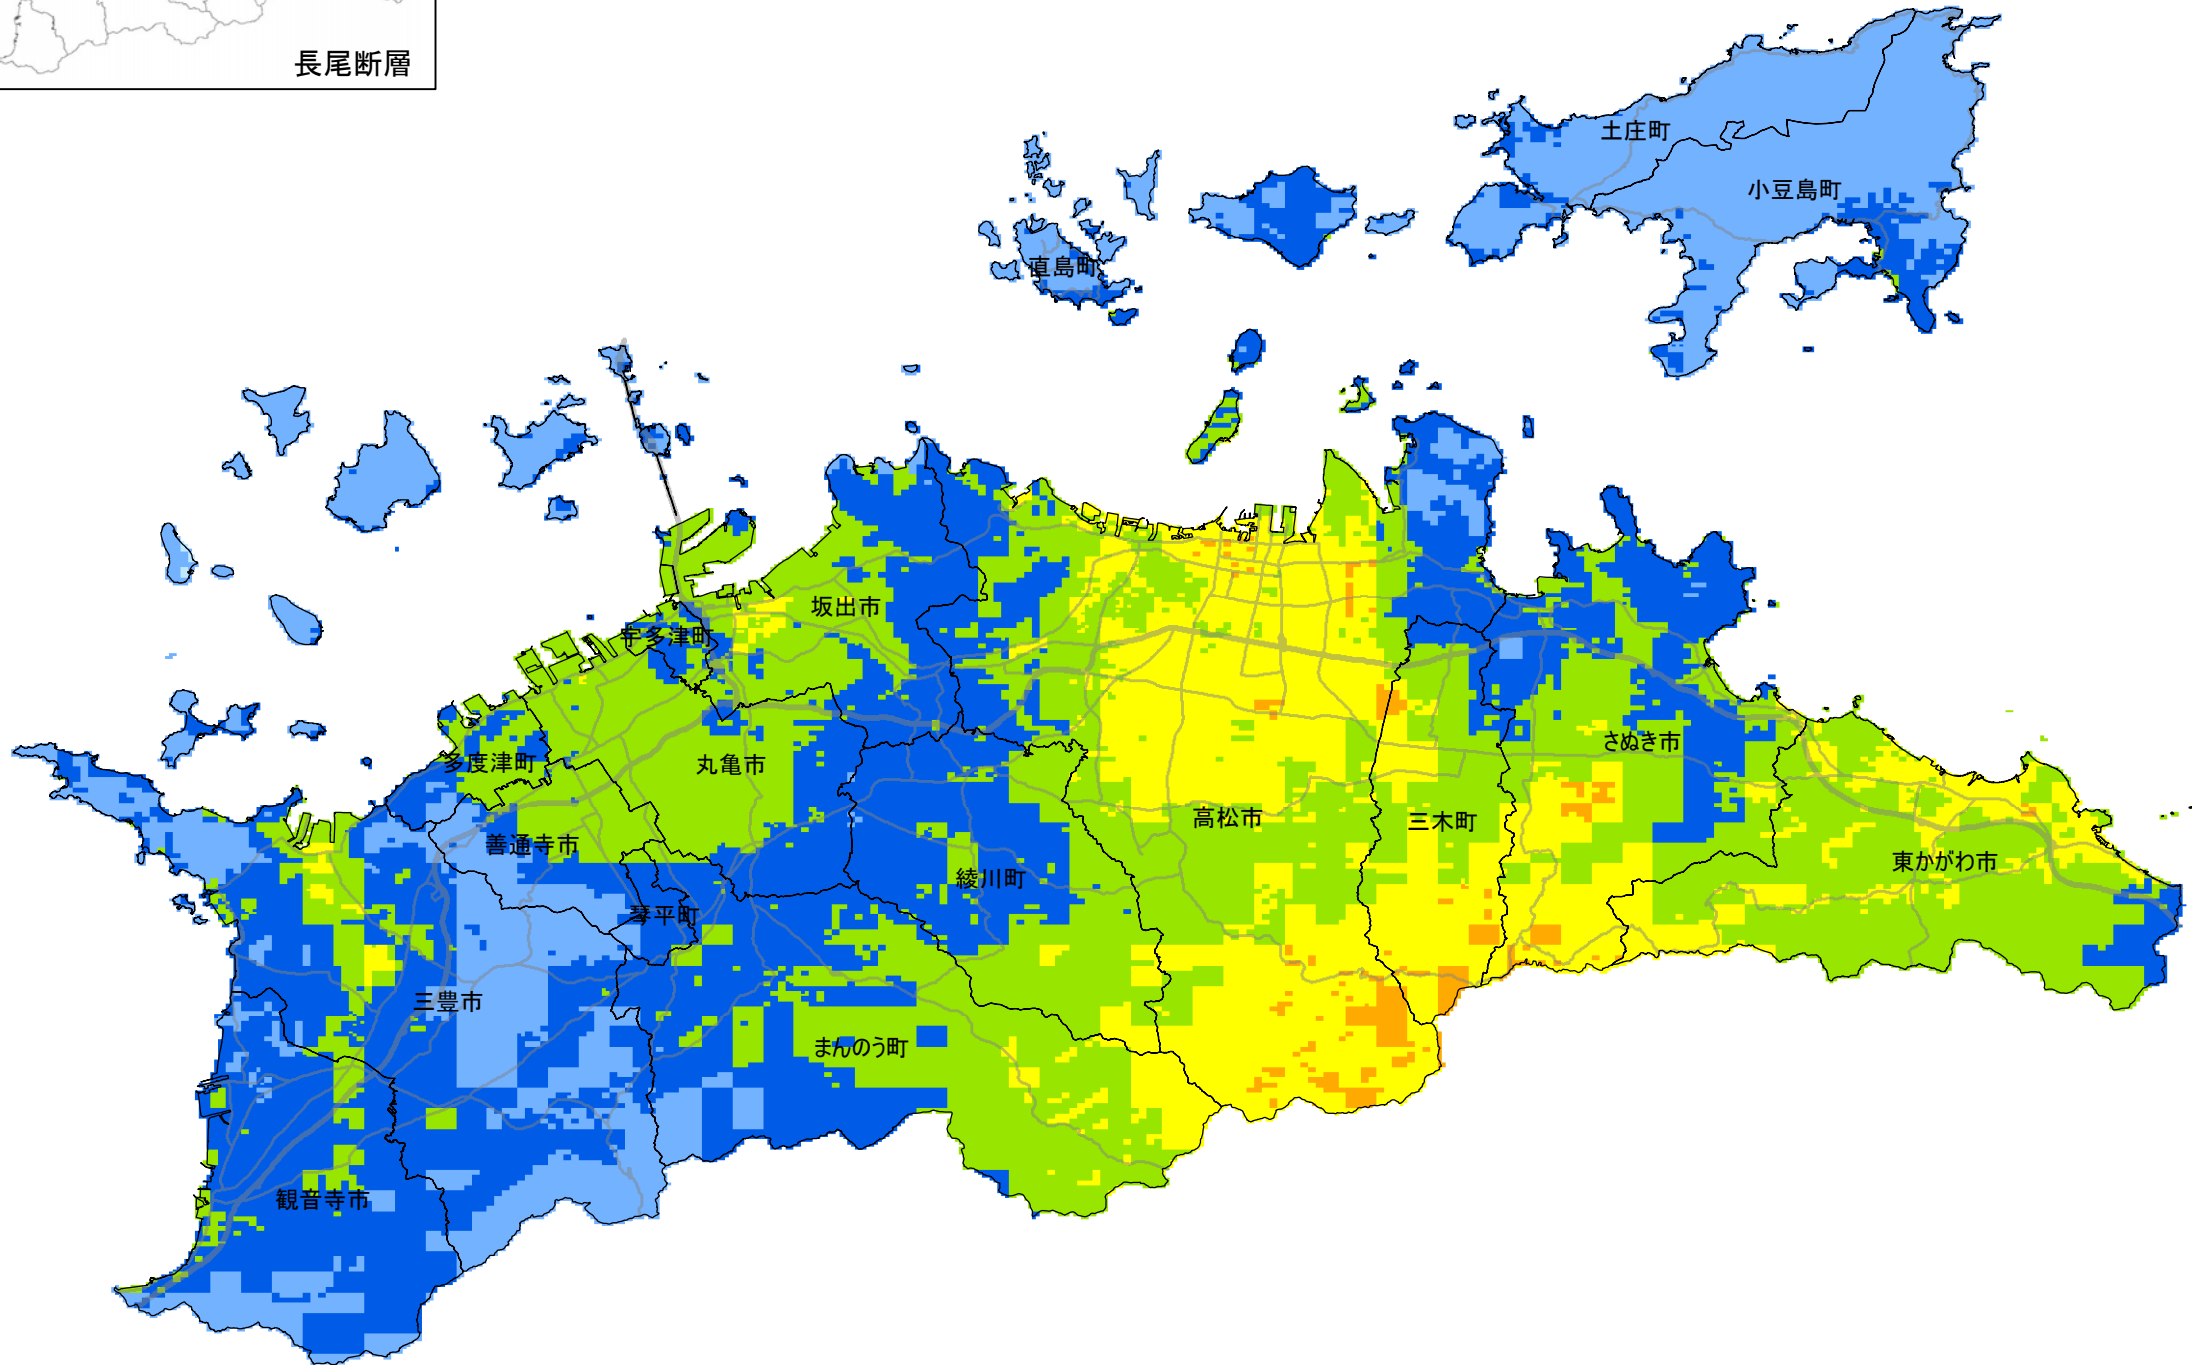 長尾断層
土庄町
小豆島町
直島町
坂出市
宇多津町
さぬき市
多度津町
丸亀市
高松市
三木町
善通寺市
東かがわ市
綾川町
琴平町
三豊市
まんのう町
観音寺市